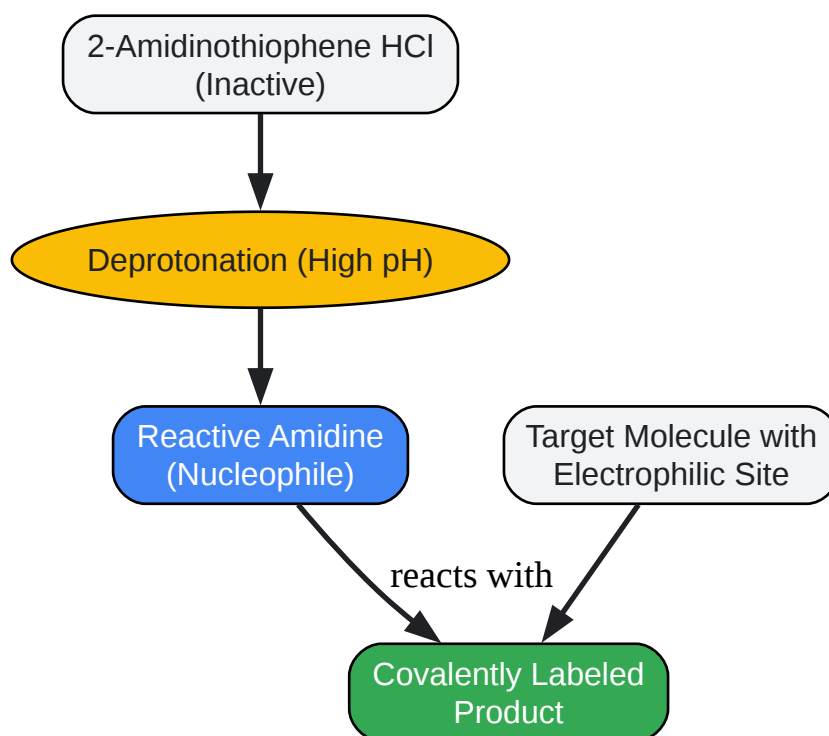 2-Amidinothiophene HCl
(Inactive)
Deprotonation (High pH)
Reactive Amidine
(Nucleophile)
Target Molecule with
Electrophilic Site
reacts with
Covalently Labeled
Product